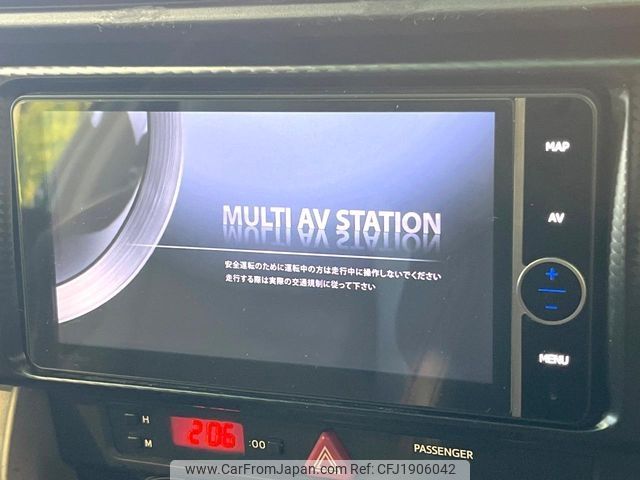 MAP
MULTI AV STATION
AV
安全運転のために運転中の方は走行中に操作しないでください
走行する際は実際の交通規制に従って下さい
+
−
MENU
H
M
2:06
:00
PASSENGER
www.CarFromJapan.com © CFJ1906042